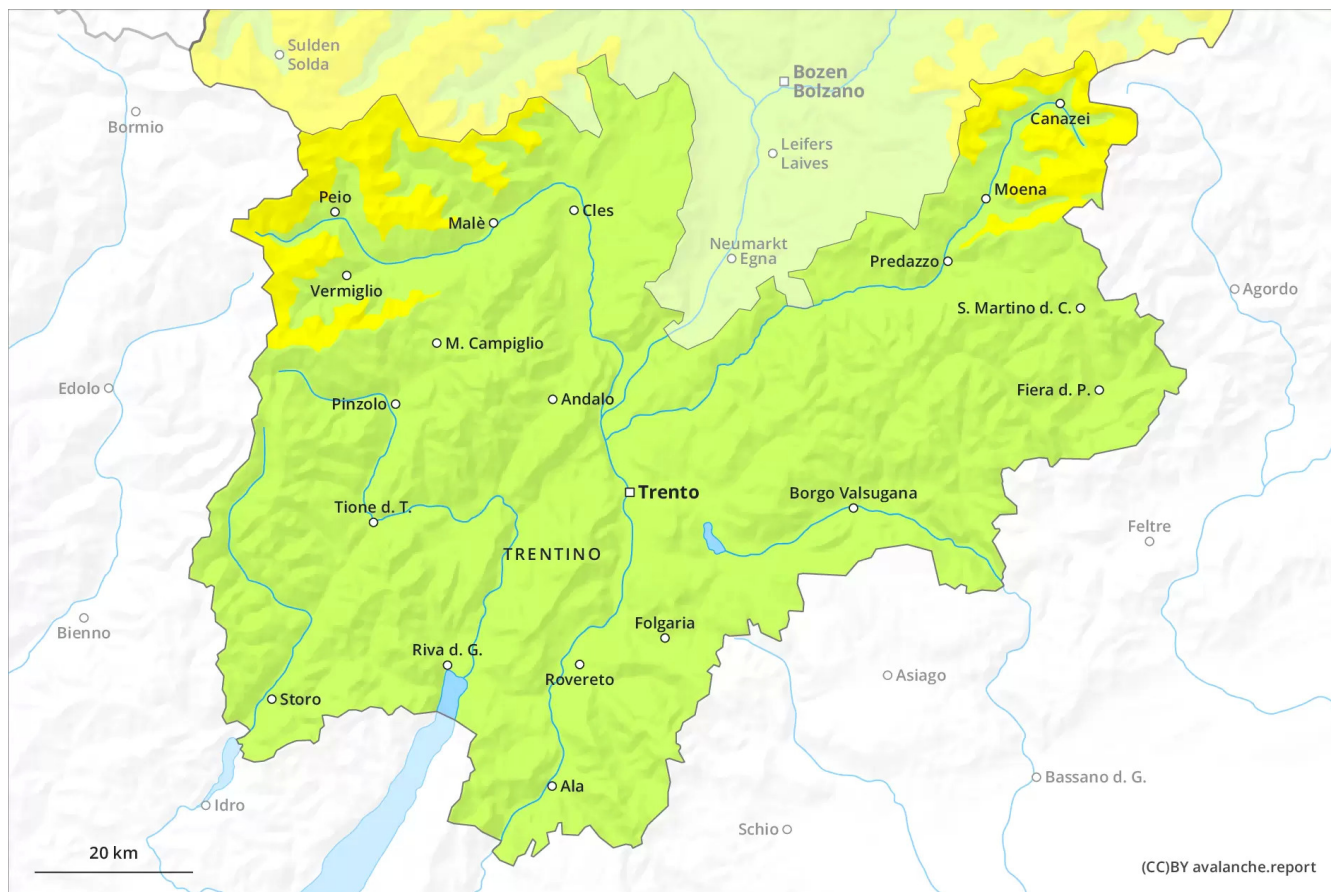 Sulden
Solda
Bozen
Bolzano
Canazei
Bormio
Leifers
Laives
Moena
Peio
Malè
Cles
Neumarkt
Egna
Predazzo
Vermiglio
Agordo
S. Martino d. C.
M. Campiglio
Edolo
Pinzolo
Andalo
Fiera d. P.
Trento
Borgo Valsugana
Tione d. T.
Feltre
TRENTINO
Bienno
Folgaria
Riva d. G.
Rovereto
Asiago
Storo
Ala
Bassano d. G.
Idro
Schio
20 km
(CC)BY avalanche.report